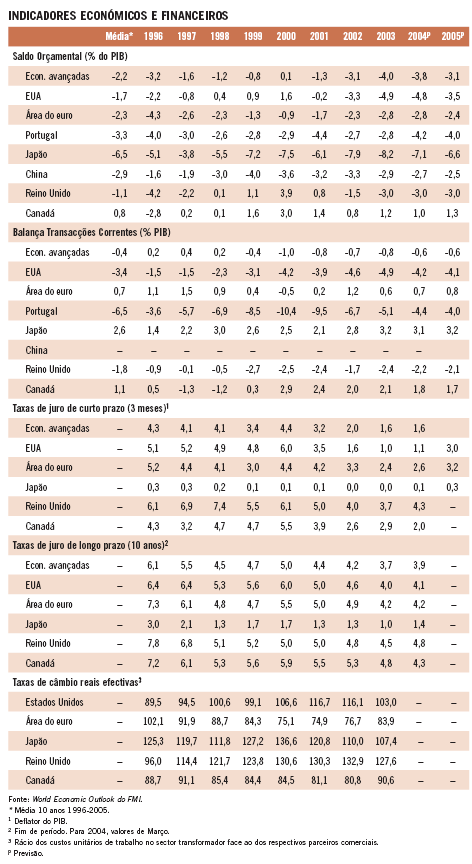 INDICADORES ECONÓMICOS E FINANCEIROS
Média* 1996 1997 1998 1999 2000 2001 2002 2003 2004ᵖ 2005ᵖ
Saldo Orçamental (% do PIB)
Econ. avançadas -2,2 -3,2 -1,6 -1,2 -0,8 0,1 -1,3 -3,1 -4,0 -3,8 -3,1
EUA -1,7 -2,2 -0,8 0,4 0,9 1,6 -0,2 -3,3 -4,9 -4,8 -3,5
Área do euro -2,3 -4,3 -2,6 -2,3 -1,3 -0,9 -1,7 -2,3 -2,8 -2,8 -2,4
Portugal -3,3 -4,0 -3,0 -2,6 -2,8 -2,9 -4,4 -2,7 -2,8 -4,2 -4,0
Japão -6,5 -5,1 -3,8 -5,5 -7,2 -7,5 -6,1 -7,9 -8,2 -7,1 -6,6
China -2,9 -1,6 -1,9 -3,0 -4,0 -3,6 -3,2 -3,3 -2,9 -2,7 -2,5
Reino Unido -1,1 -4,2 -2,2 0,1 1,1 3,9 0,8 -1,5 -3,0 -3,0 -3,0
Canadá 0,8 -2,8 0,2 0,1 1,6 3,0 1,4 0,8 1,2 1,0 1,3
Balança Transacções Correntes (% PIB)
Econ. avançadas -0,4 0,2 0,4 0,2 -0,4 -1,0 -0,8 -0,7 -0,8 -0,6 -0,6
EUA -3,4 -1,5 -1,5 -2,3 -3,1 -4,2 -3,9 -4,6 -4,9 -4,2 -4,1
Área do euro 0,7 1,1 1,5 0,9 0,4 -0,5 0,2 1,2 0,6 0,7 0,8
Portugal -6,5 -3,6 -5,7 -6,9 -8,5 -10,4 -9,5 -6,7 -5,1 -4,4 -4,0
Japão 2,6 1,4 2,2 3,0 2,6 2,5 2,1 2,8 3,2 3,1 3,2
China – – – – – – – – – –
Reino Unido -1,8 -0,9 -0,1 -0,5 -2,7 -2,5 -2,4 -1,7 -2,4 -2,2 -2,1
Canadá 1,1 0,5 -1,3 -1,2 0,3 2,9 2,4 2,0 2,1 1,8 1,7
Taxas de juro de curto prazo (3 meses)¹
Econ. avançadas – 4,3 4,1 4,1 3,4 4,4 3,2 2,0 1,6 1,6
EUA – 5,1 5,2 4,9 4,8 6,0 3,5 1,6 1,0 1,1 3,0
Área do euro – 5,2 4,4 4,1 3,0 4,4 4,2 3,3 2,4 2,6 3,2
Japão – 0,3 0,3 0,2 0,1 0,1 0,1 0,0 0,0 0,1 0,3
Reino Unido – 6,1 6,9 7,4 5,5 6,1 5,0 4,0 3,7 4,3 –
Canadá – 4,3 3,2 4,7 4,7 5,5 3,9 2,6 2,9 2,0 –
Taxas de juro de longo prazo (10 anos)²
Econ. avançadas – 6,1 5,5 4,5 4,7 5,0 4,4 4,2 3,7 3,9 –
EUA – 6,4 6,4 5,3 5,6 6,0 5,0 4,6 4,0 4,1 –
Área do euro – 7,3 6,1 4,8 4,7 5,5 5,0 4,9 4,2 4,2 –
Japão – 3,0 2,1 1,3 1,7 1,7 1,3 1,3 1,0 1,4 –
Reino Unido – 7,8 6,8 5,1 5,2 5,0 5,0 4,8 4,5 4,8 –
Canadá – 7,2 6,1 5,3 5,6 5,9 5,5 5,3 4,8 4,3 –
Taxas de câmbio reais efectivas³
Estados Unidos – 89,5 94,5 100,6 99,1 106,6 116,7 116,1 103,0 – –
Área do euro – 102,1 91,9 88,7 84,3 75,1 74,9 76,7 83,9 – –
Japão – 125,3 119,7 111,8 127,2 136,6 120,8 110,0 107,4 – –
Reino Unido – 96,0 114,4 121,7 123,8 130,6 130,3 132,9 127,6 – –
Canadá – 88,7 91,1 85,4 84,4 84,5 81,1 80,8 90,6 – –
Fonte: World Economic Outlook do FMI.
* Média 10 anos 1996-2005.
¹ Deflator do PIB.
² Fim de período. Para 2004, valores de Março.
³ Rácio dos custos unitários de trabalho no sector transformador face ao dos respectivos parceiros comerciais.
ᵖ Previsão.